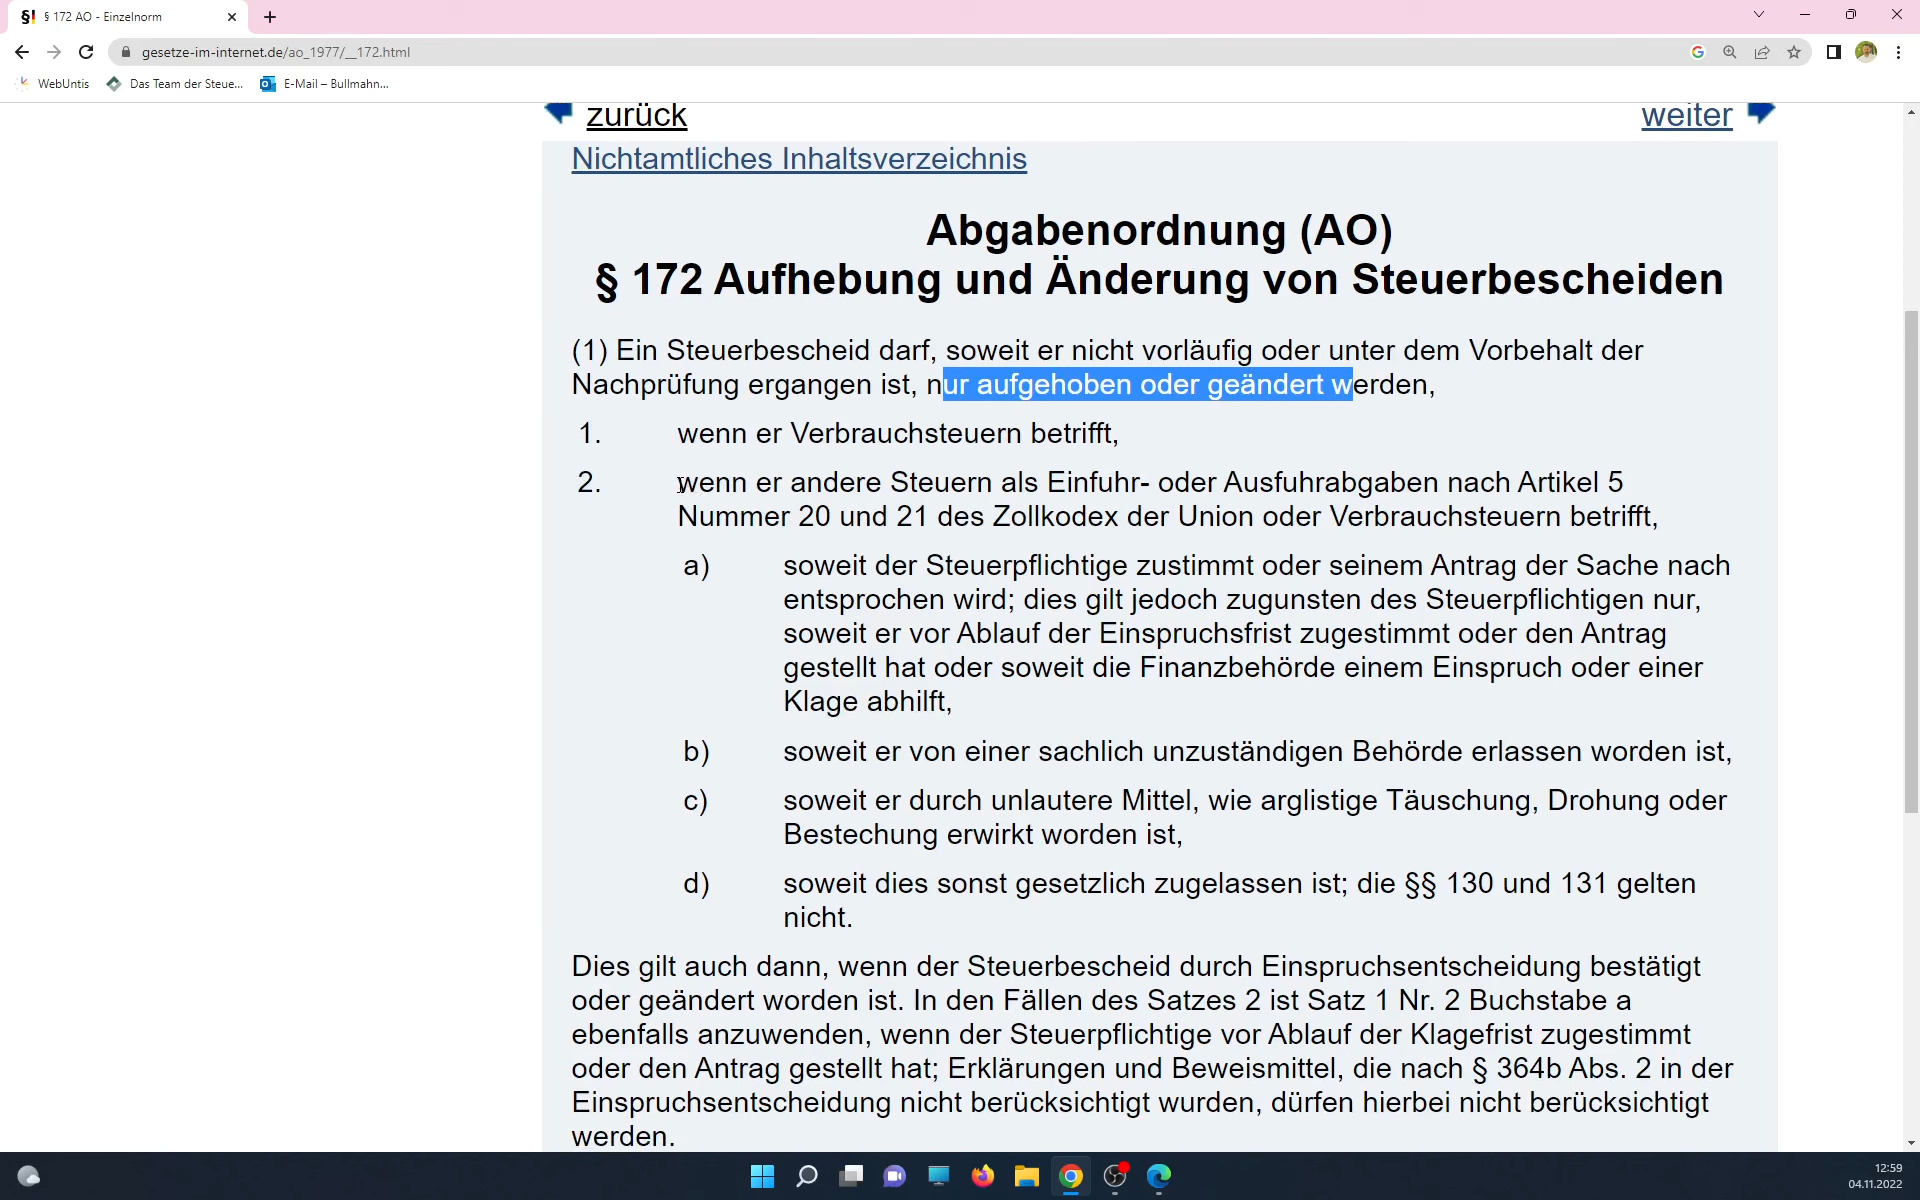 § 172 AO - Einzelnorm
gesetze-im-internet.de/ao_1977/__172.html
WebUntis
Das Team der Steue...
E-Mail – Bullmahn...
zurück
weiter
Nichtamtliches Inhaltsverzeichnis
Abgabenordnung (AO)
§ 172 Aufhebung und Änderung von Steuerbescheiden
(1) Ein Steuerbescheid darf, soweit er nicht vorläufig oder unter dem Vorbehalt der
Nachprüfung ergangen ist, nur aufgehoben oder geändert werden,
1. wenn er Verbrauchsteuern betrifft,
2. wenn er andere Steuern als Einfuhr- oder Ausfuhrabgaben nach Artikel 5
Nummer 20 und 21 des Zollkodex der Union oder Verbrauchsteuern betrifft,
a) soweit der Steuerpflichtige zustimmt oder seinem Antrag der Sache nach
entsprochen wird; dies gilt jedoch zugunsten des Steuerpflichtigen nur,
soweit er vor Ablauf der Einspruchsfrist zugestimmt oder den Antrag
gestellt hat oder soweit die Finanzbehörde einem Einspruch oder einer
Klage abhilft,
b) soweit er von einer sachlich unzuständigen Behörde erlassen worden ist,
c) soweit er durch unlautere Mittel, wie arglistige Täuschung, Drohung oder
Bestechung erwirkt worden ist,
d) soweit dies sonst gesetzlich zugelassen ist; die §§ 130 und 131 gelten
nicht.
Dies gilt auch dann, wenn der Steuerbescheid durch Einspruchsentscheidung bestätigt
oder geändert worden ist. In den Fällen des Satzes 2 ist Satz 1 Nr. 2 Buchstabe a
ebenfalls anzuwenden, wenn der Steuerpflichtige vor Ablauf der Klagefrist zugestimmt
oder den Antrag gestellt hat; Erklärungen und Beweismittel, die nach § 364b Abs. 2 in der
Einspruchsentscheidung nicht berücksichtigt wurden, dürfen hierbei nicht berücksichtigt
werden.
12:59
04.11.2022